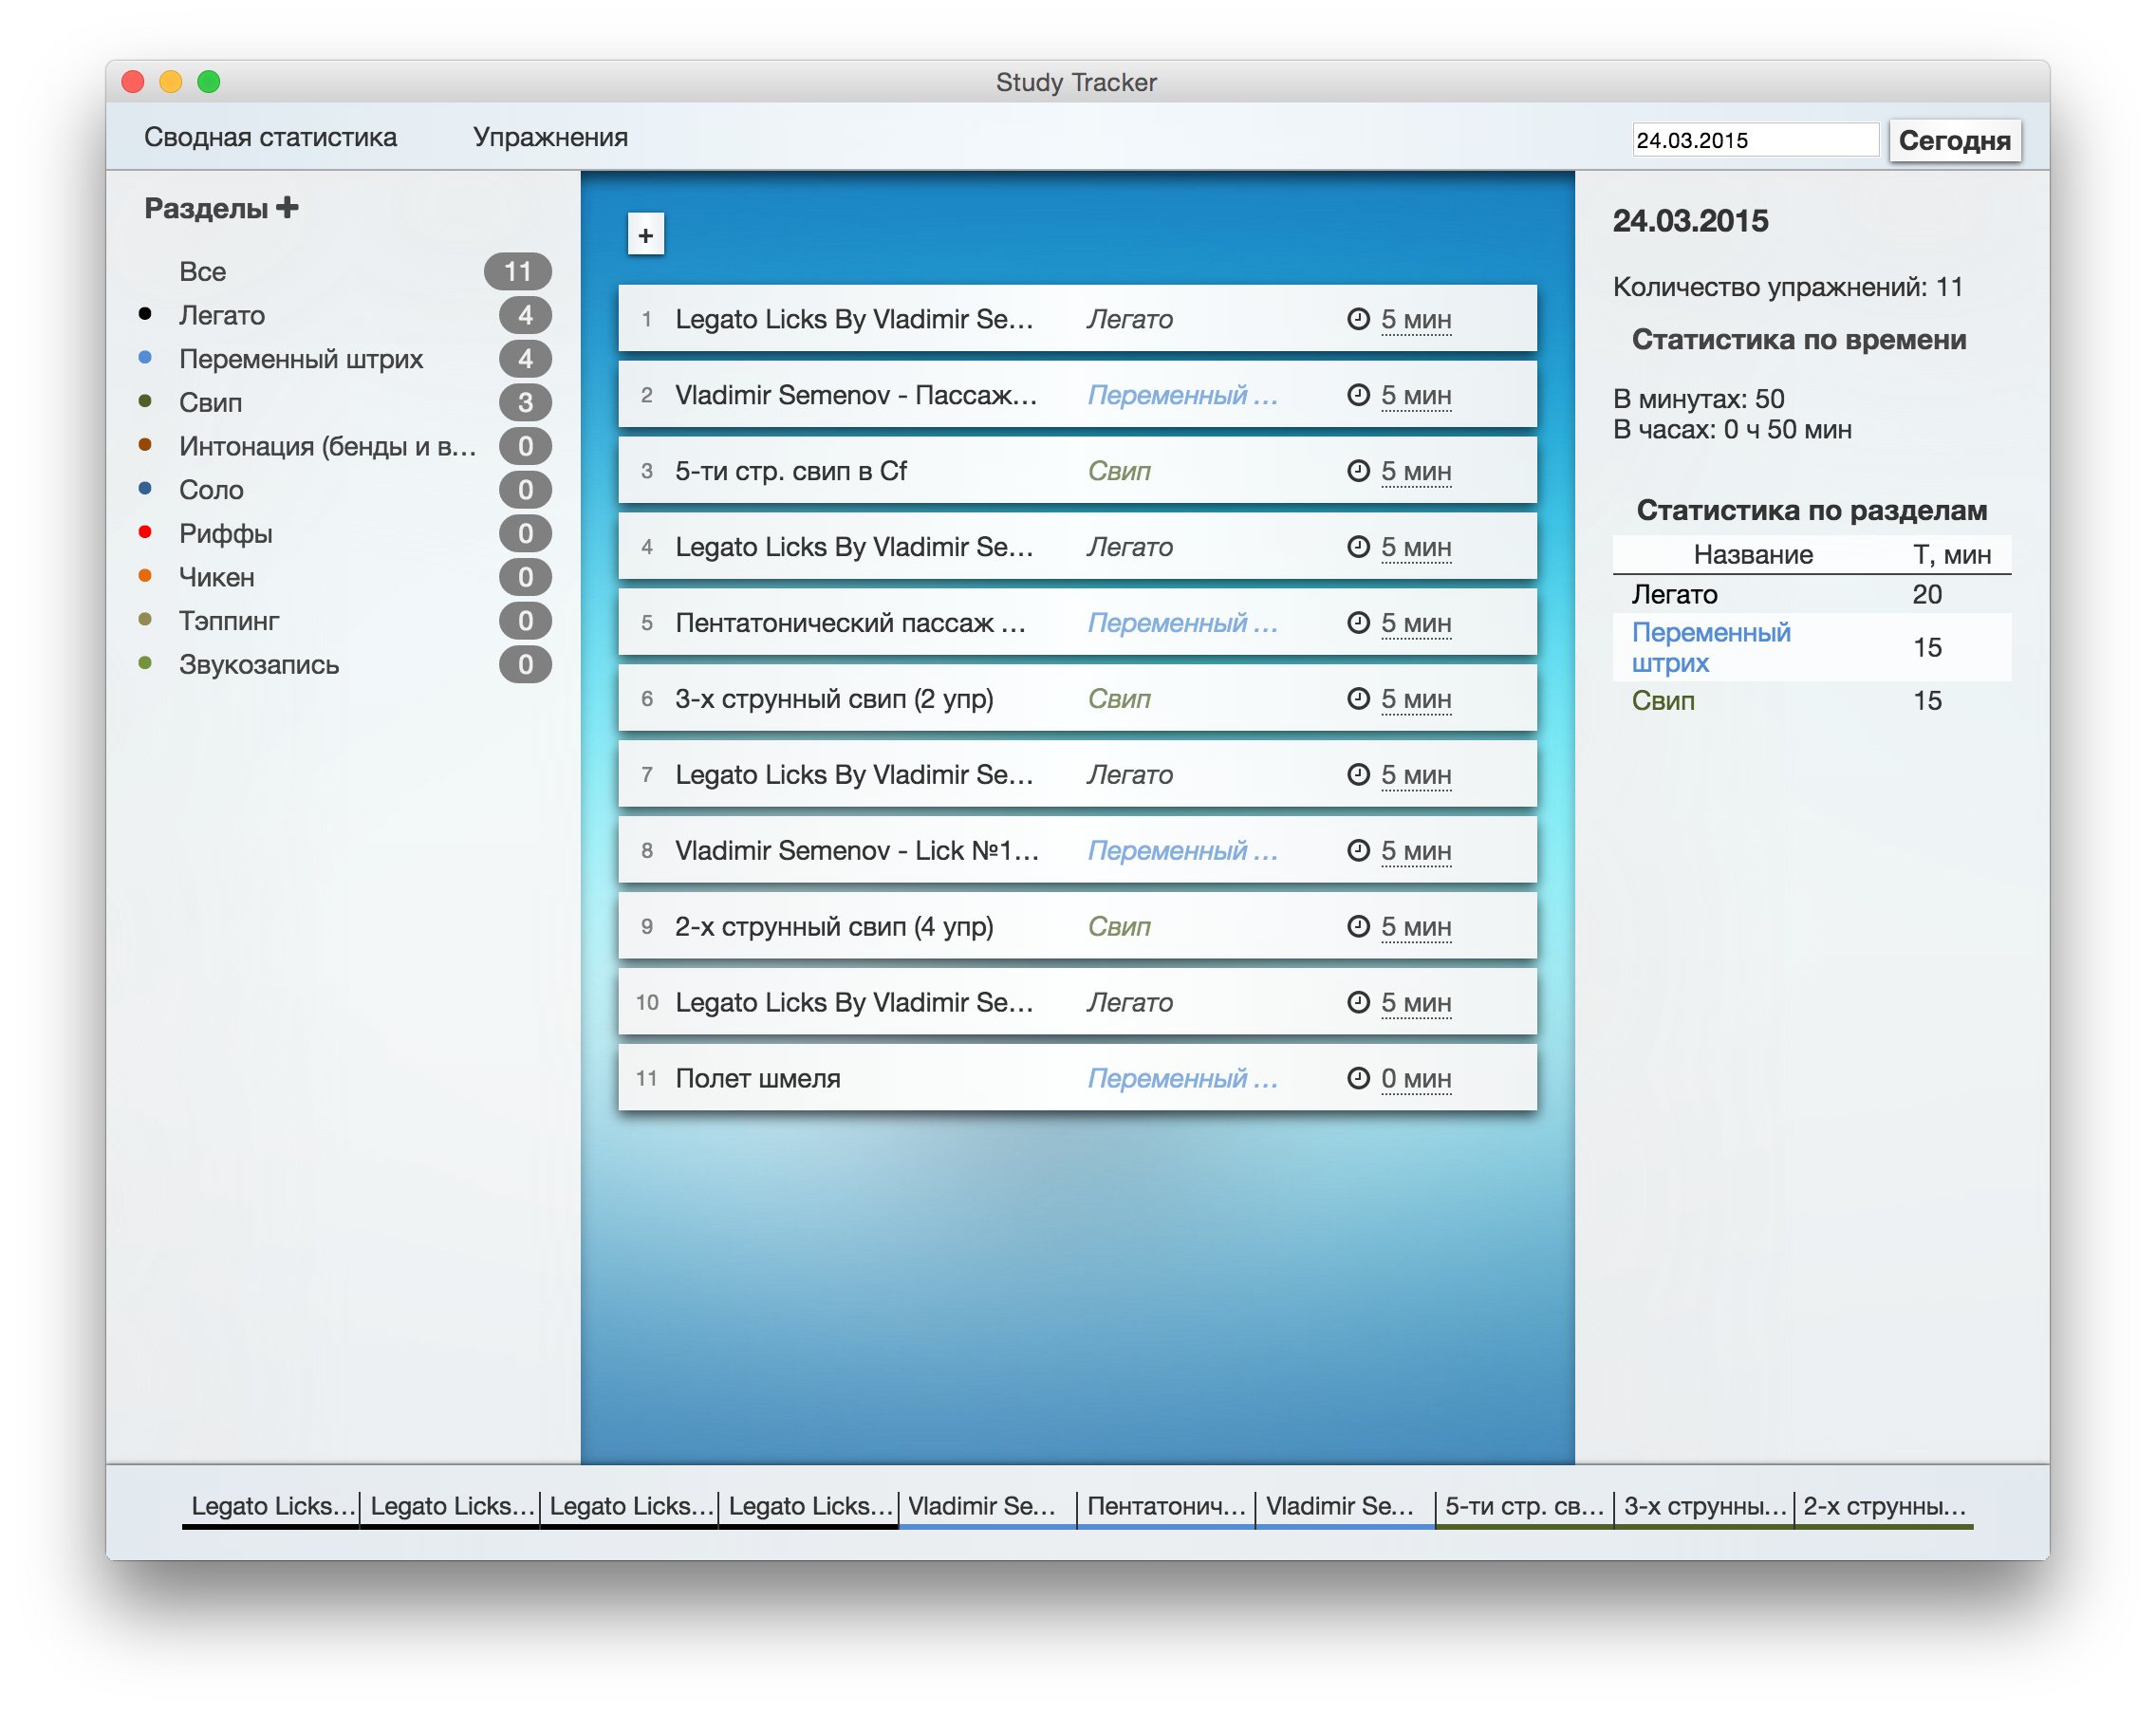 Study Tracker
Сводная статистика Упражнения 24.03.2015 Сегодня
Разделы
Все 11
Легато 4
Переменный штрих 4
Свип 3
Интонация (бенды и в... 0
Соло 0
Риффы 0
Чикен 0
Тэппинг 0
Звукозапись 0
+
1 Legato Licks By Vladimir Se... Легато 5 мин
2 Vladimir Semenov - Пассаж... Переменный ... 5 мин
3 5-ти стр. свип в Cf Свип 5 мин
4 Legato Licks By Vladimir Se... Легато 5 мин
5 Пентатонический пассаж ... Переменный ... 5 мин
6 3-х струнный свип (2 упр) Свип 5 мин
7 Legato Licks By Vladimir Se... Легато 5 мин
8 Vladimir Semenov - Lick №1... Переменный ... 5 мин
9 2-х струнный свип (4 упр) Свип 5 мин
10 Legato Licks By Vladimir Se... Легато 5 мин
11 Полет шмеля Переменный ... 0 мин
24.03.2015
Количество упражнений: 11
Статистика по времени
В минутах: 50
В часах: 0 ч 50 мин
Статистика по разделам
Название Т, мин
Легато 20
Переменный
штрих 15
Свип 15
Legato Licks... Legato Licks... Legato Licks... Legato Licks... Vladimir Se... Пентатонич... Vladimir Se... 5-ти стр. св... 3-х струнны... 2-х струнны...